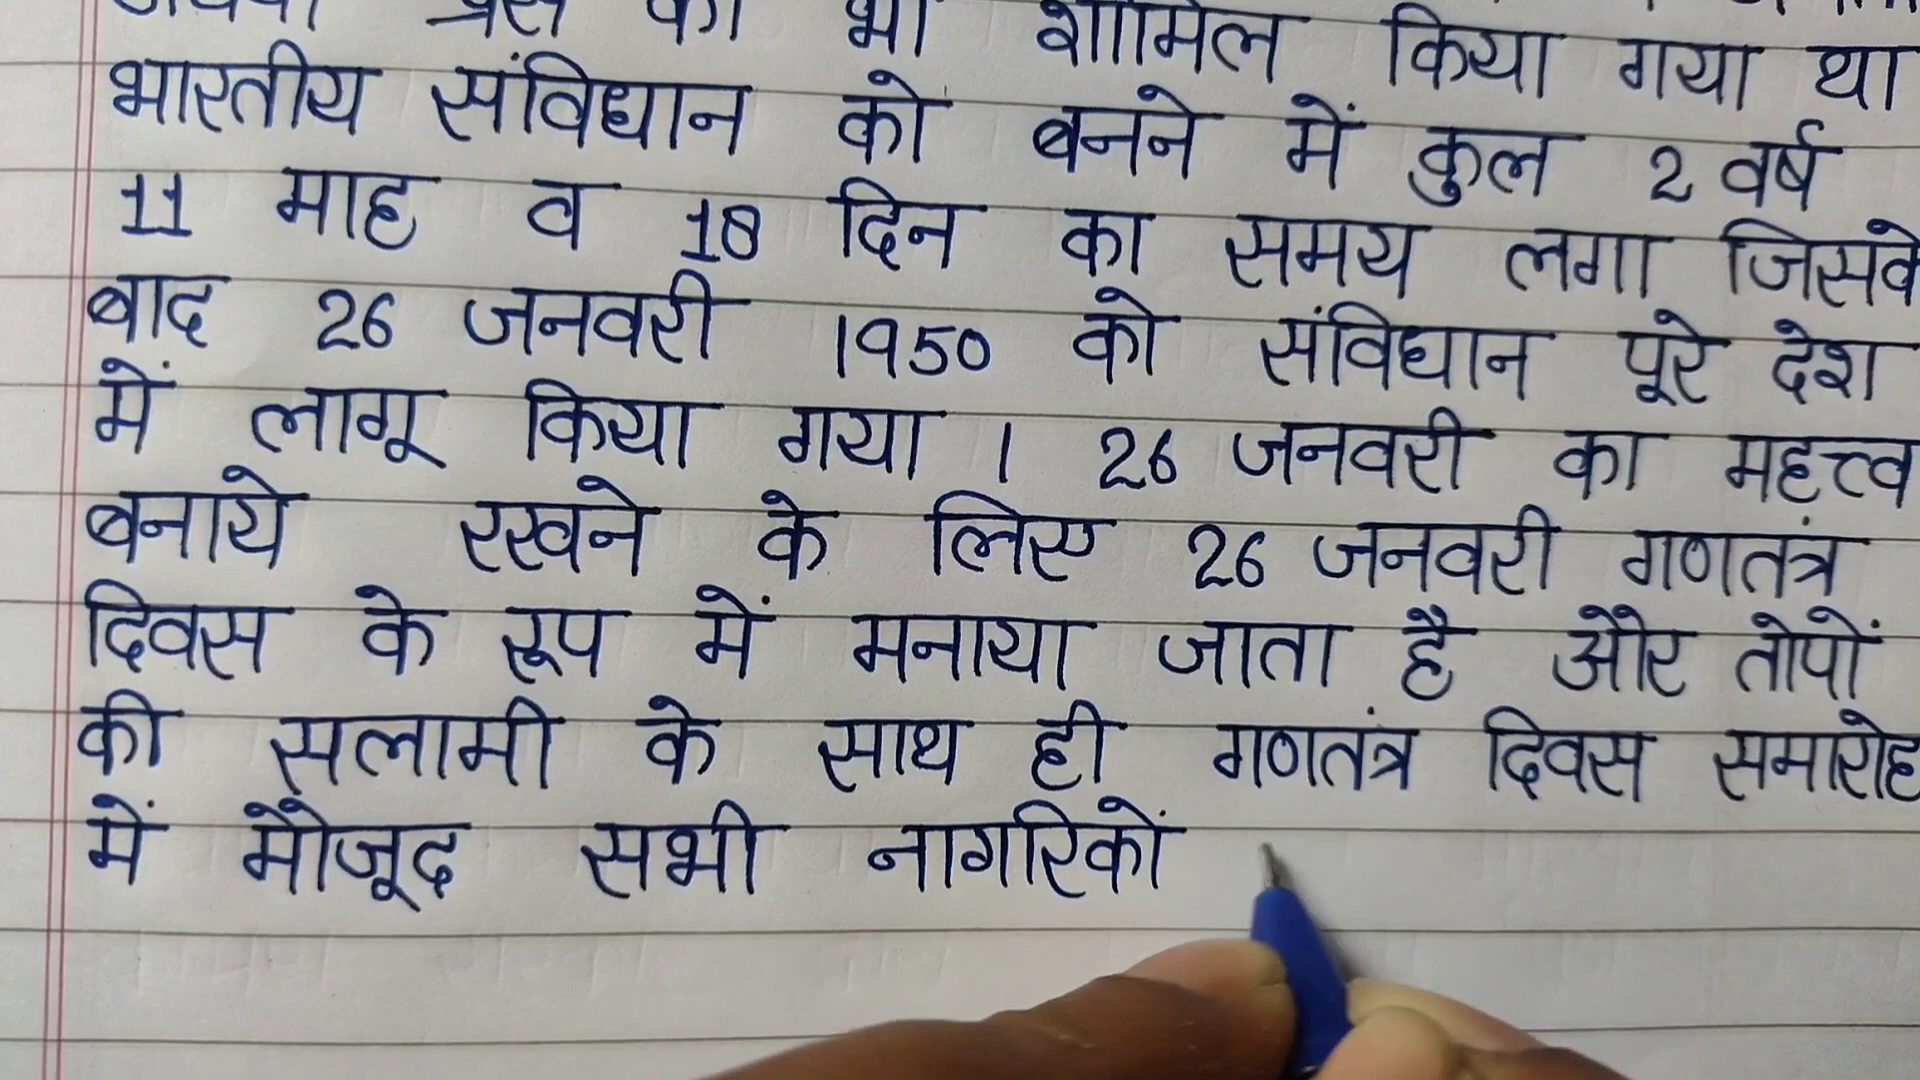 को भी शामिल किया गया था
भारतीय संविधान को बनने में कुल 2 वर्ष
11 माह व 18 दिन का समय लगा जिसके
बाद 26 जनवरी 1950 को संविधान पूरे देश
में लागू किया गया । 26 जनवरी का महत्त्व
बनाये रखने के लिए 26 जनवरी गणतंत्र
दिवस के रूप में मनाया जाता है और तोपों
की सलामी के साथ ही गणतंत्र दिवस समारोह
में मौजूद सभी नागरिकों